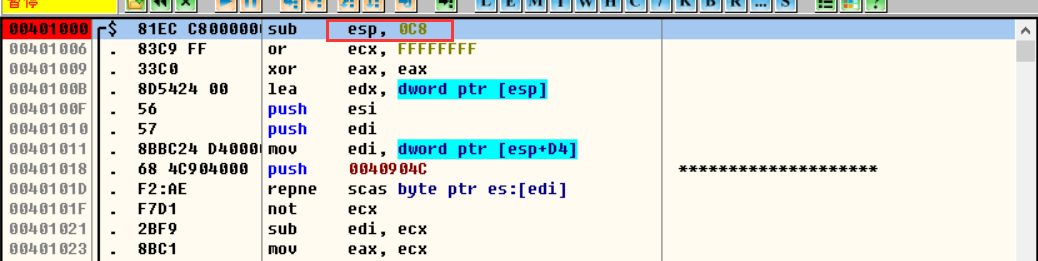 暂停 L E M T W H C / K B R ... S ?
00401000 $ 81EC C8000000 sub esp, 0C8
00401006 . 83C9 FF or ecx, FFFFFFFF
00401009 . 33C0 xor eax, eax
0040100B . 8D5424 00 lea edx, dword ptr [esp]
0040100F . 56 push esi
00401010 . 57 push edi
00401011 . 8BBC24 D4000 mov edi, dword ptr [esp+D4]
00401018 . 68 4C904000 push 0040904C ********************
0040101D . F2:AE repne scas byte ptr es:[edi]
0040101F . F7D1 not ecx
00401021 . 2BF9 sub edi, ecx
00401023 . 8BC1 mov eax, ecx